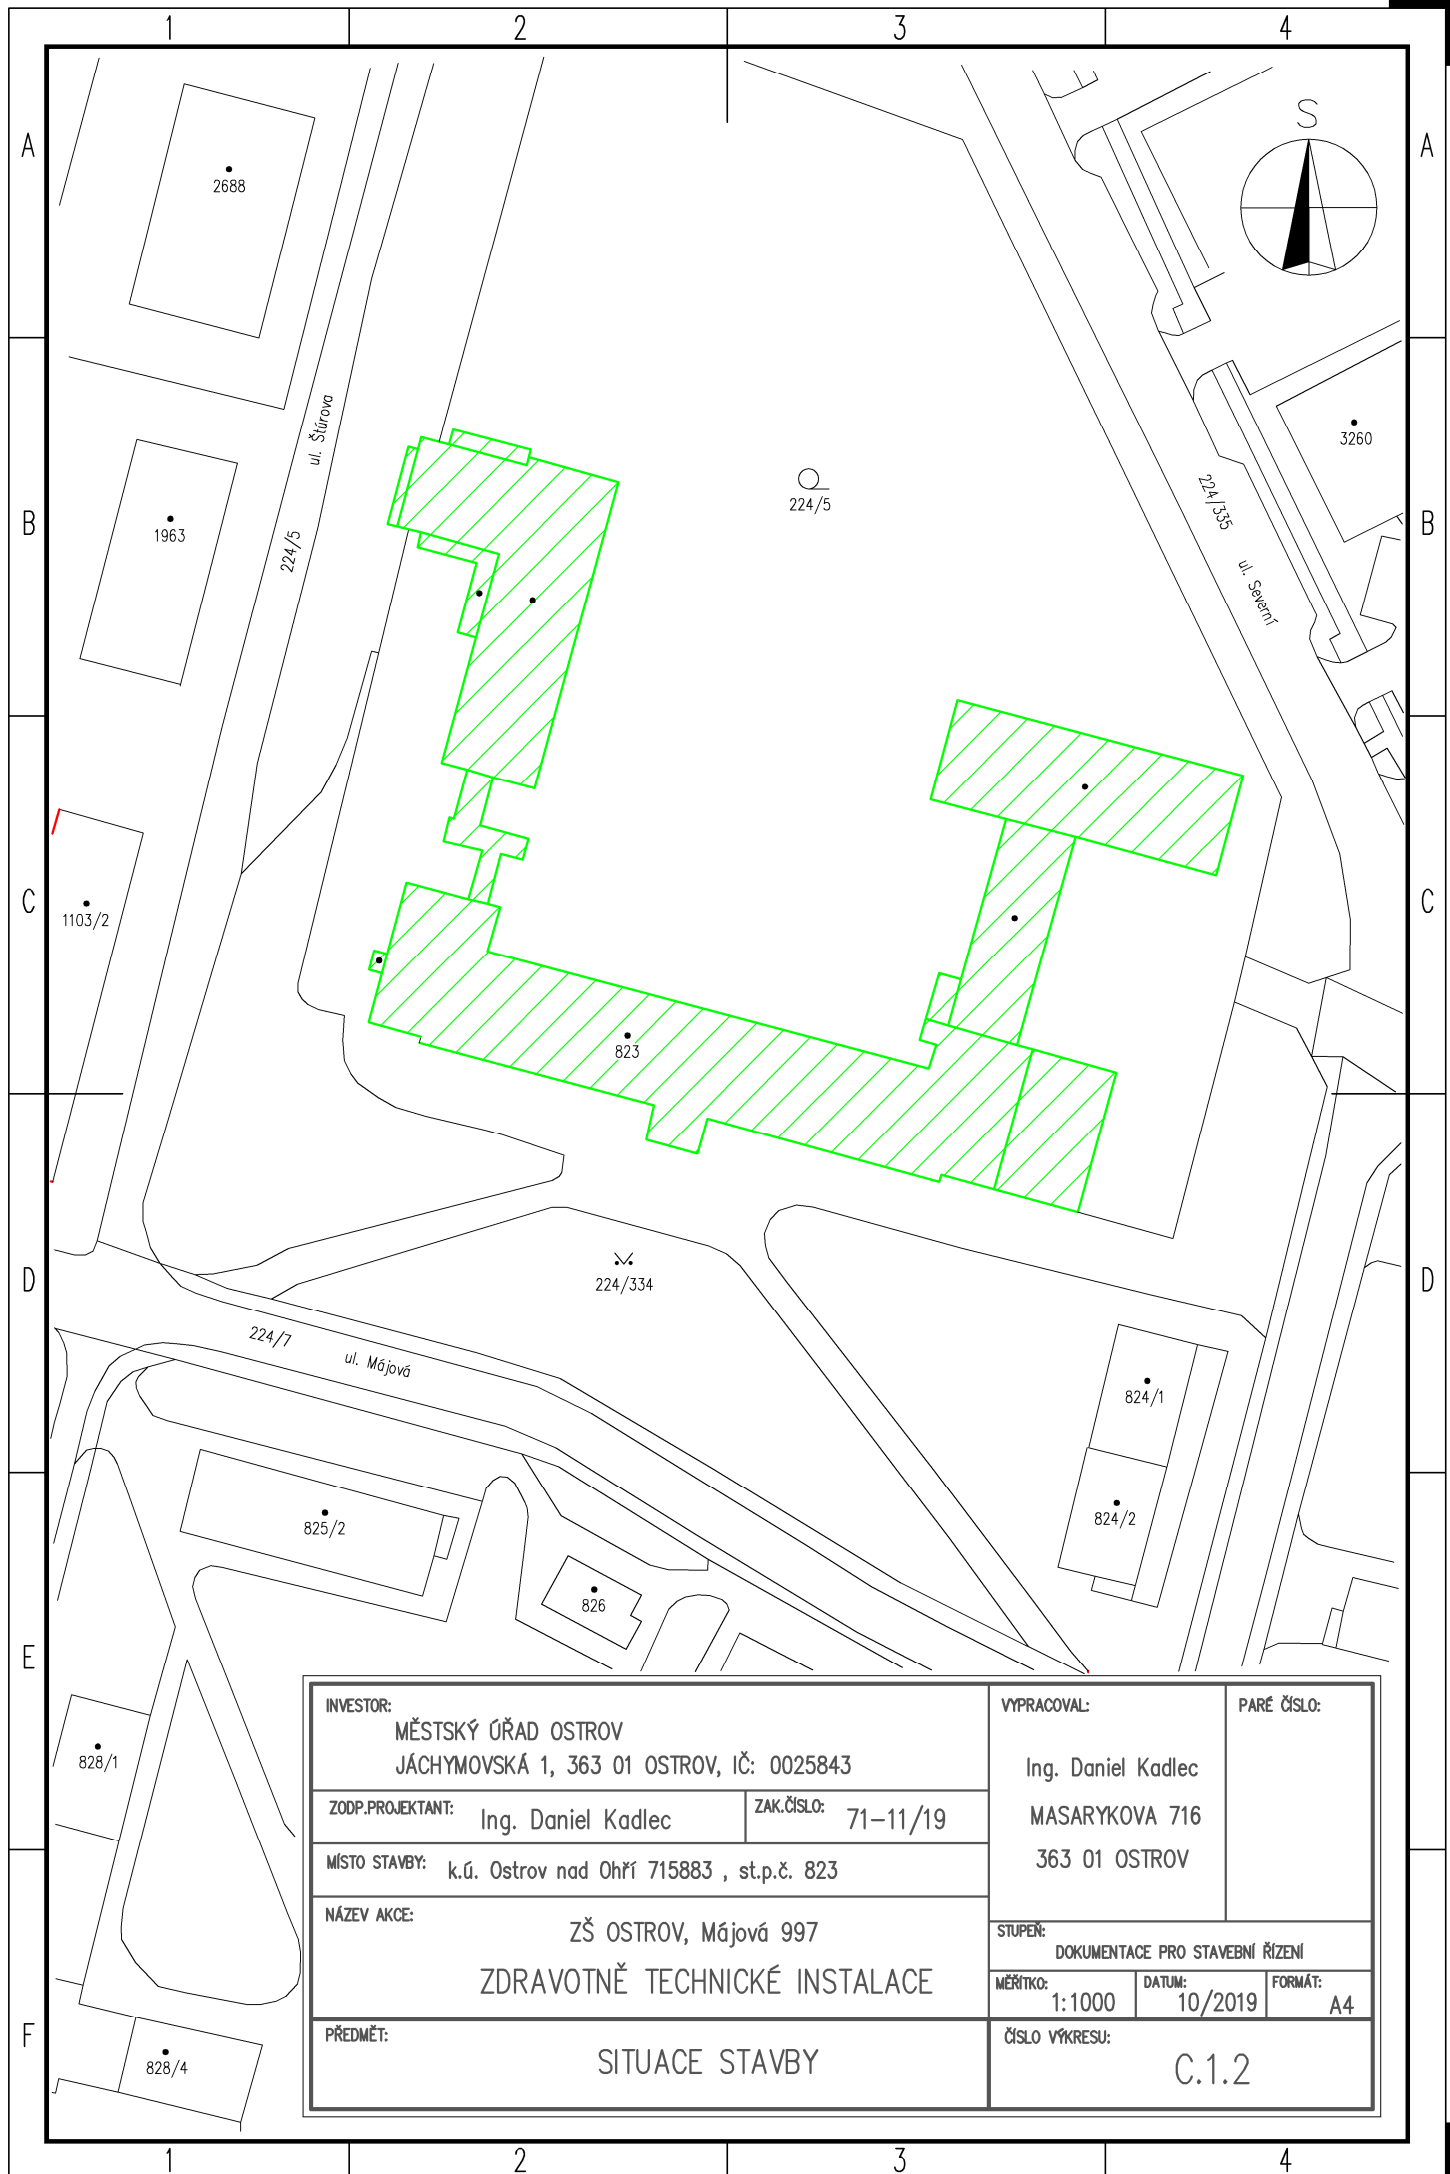 1 2 3 4
A A
S
2688
ul. Štúrova
3260
B B
224/5
224/335
1963
224/5
ul. Severní
C C
1103/2
823
D D
224/334
224/7
ul. Májová
824/1
825/2
824/2
826
E
828/1
F
828/4
INVESTOR:
MĚSTSKÝ ÚŘAD OSTROV
JÁCHYMOVSKÁ 1, 363 01 OSTROV, IČ: 0025843
ZODP.PROJEKTANT: Ing. Daniel Kadlec
ZAK.ČÍSLO: 71-11/19
MÍSTO STAVBY: k.ú. Ostrov nad Ohří 715883 , st.p.č. 823
NÁZEV AKCE:
ZŠ OSTROV, Májová 997
ZDRAVOTNĚ TECHNICKÉ INSTALACE
PŘEDMĚT:
SITUACE STAVBY
VYPRACOVAL:
Ing. Daniel Kadlec
MASARYKOVA 716
363 01 OSTROV
PARÉ ČÍSLO:
STUPEŇ:
DOKUMENTACE PRO STAVEBNÍ ŘÍZENÍ
MĚŘÍTKO: 1:1000
DATUM: 10/2019
FORMÁT: A4
ČÍSLO VÝKRESU:
C.1.2
1 2 3 4